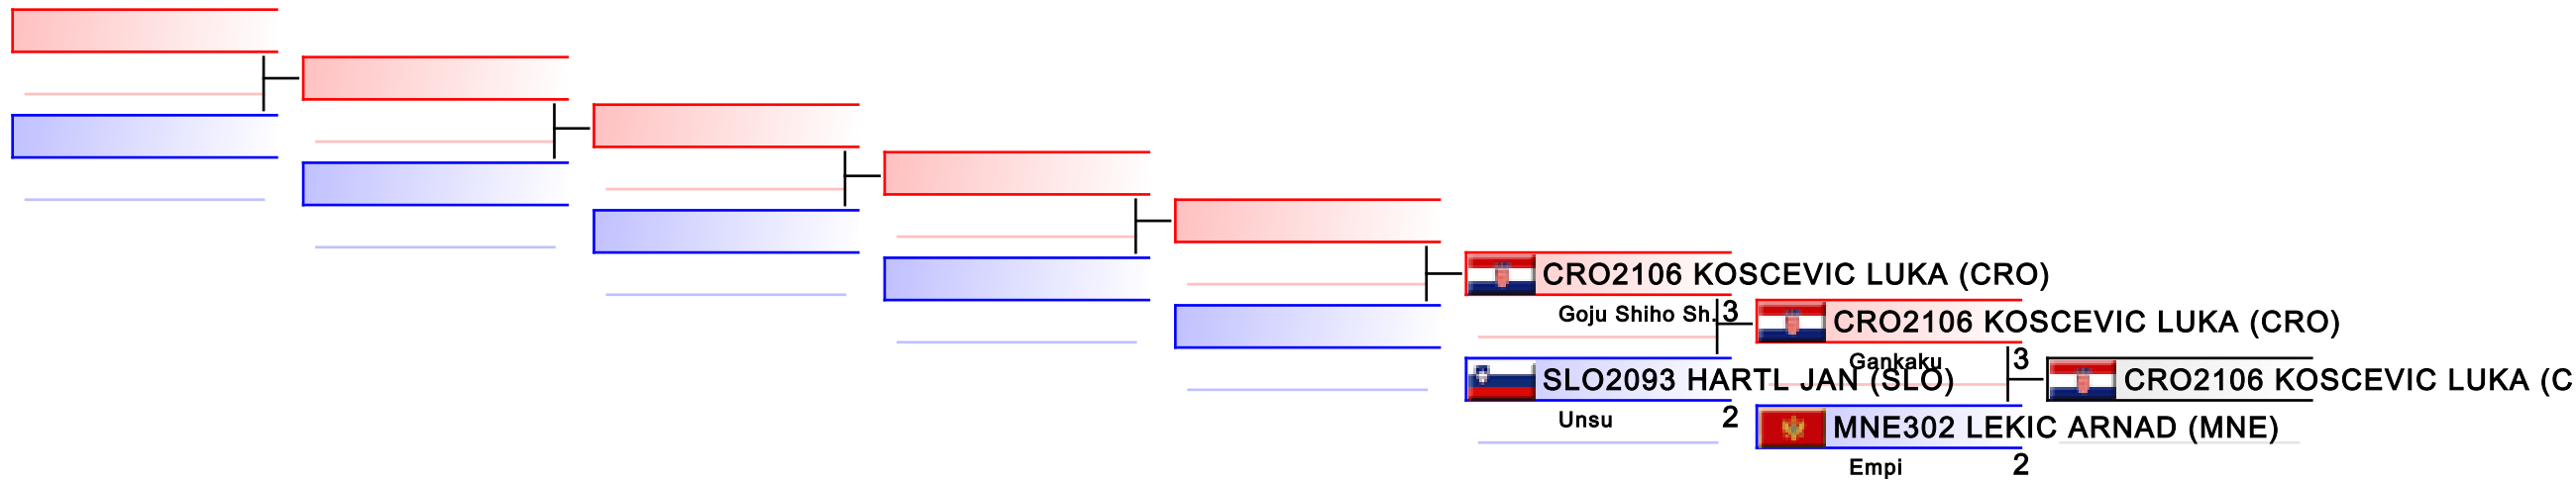 CRO2106 KOSCEVIC LUKA (CRO)
Goju Shiho Sh. 3
CRO2106 KOSCEVIC LUKA (CRO)
Gankaku 3
SLO2093 HARTL JAN (SLO)
CRO2106 KOSCEVIC LUKA (C
Unsu 2
MNE302 LEKIC ARNAD (MNE)
Empi 2